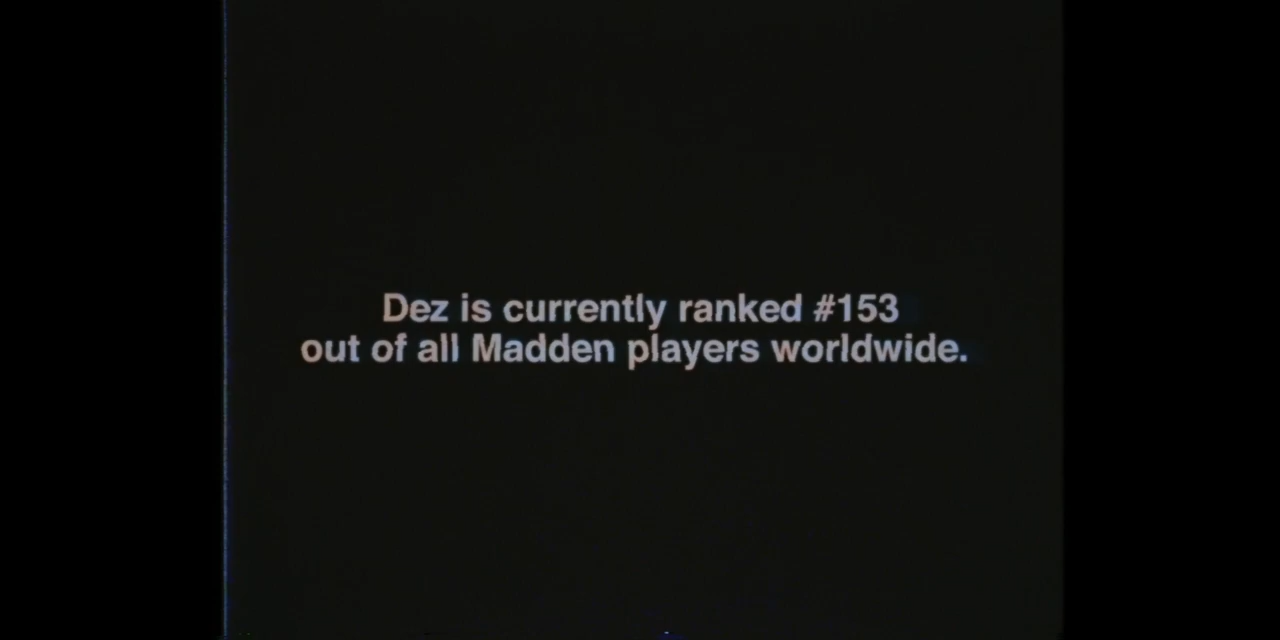 Dez is currently ranked #153
out of all Madden players worldwide.